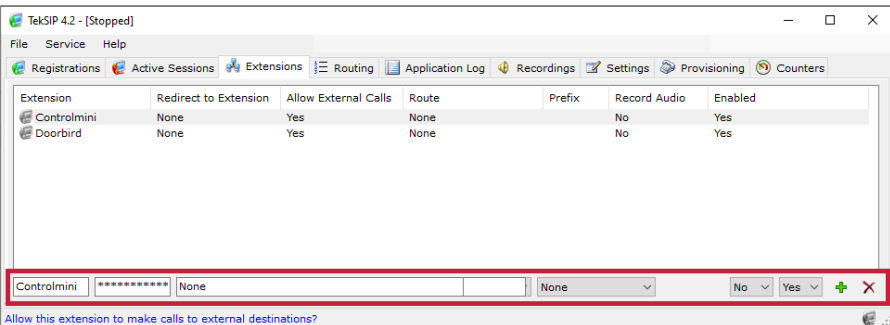 TekSIP 4.2 - [Stopped]
File Service Help
Registrations Active Sessions Extensions Routing Application Log Recordings Settings Provisioning Counters
Extension Redirect to Extension Allow External Calls Route Prefix Record Audio Enabled
Controlmini None Yes None No Yes
Doorbird None Yes None No Yes
Controlmini *********** None None No Yes
Allow this extension to make calls to external destinations?